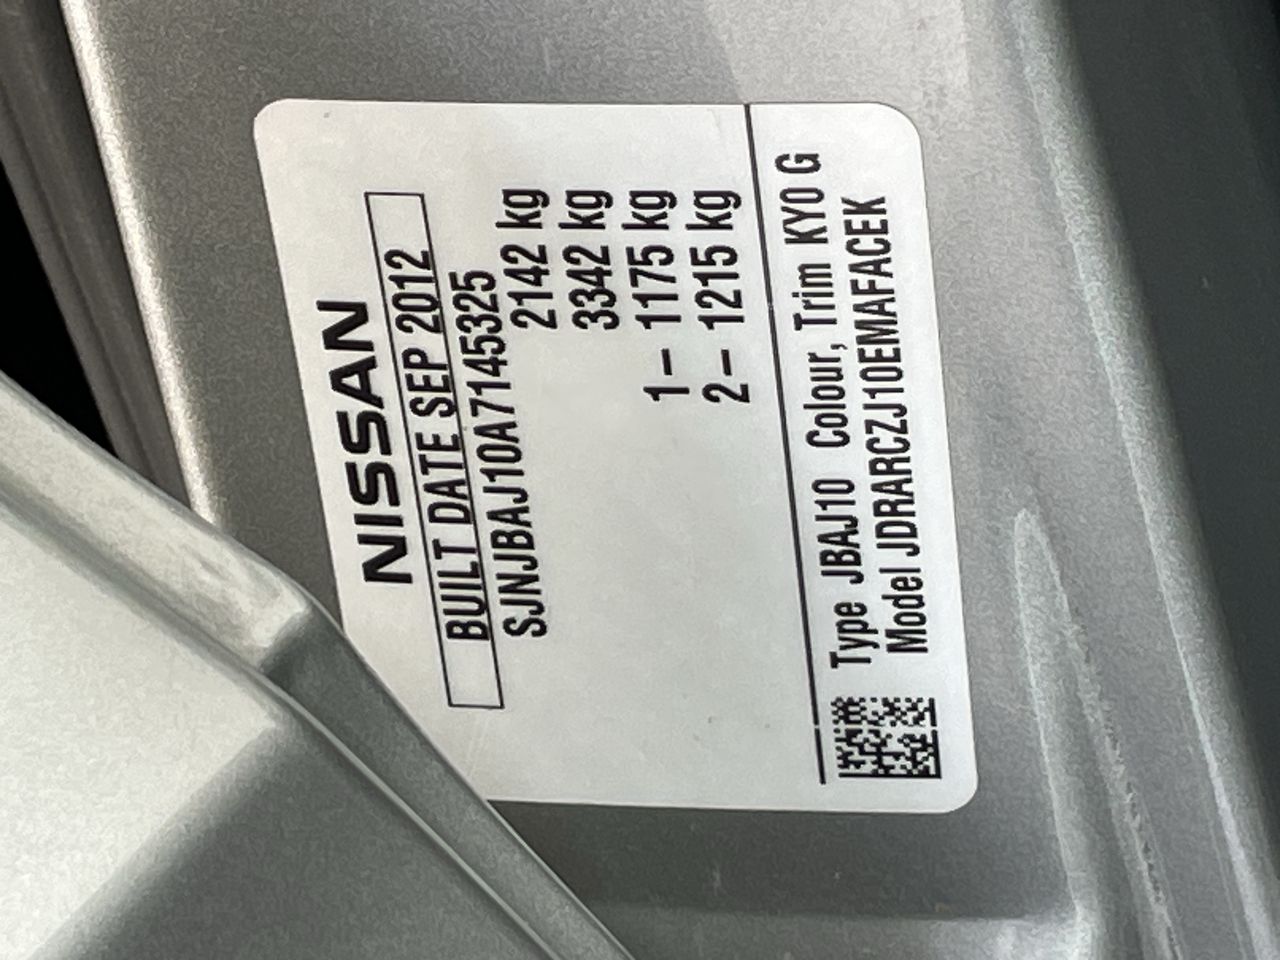 NISSAN
BUILT DATE SEP 2012
SJNJBAJ10A7145325
2142 kg
3342 kg
1– 1175 kg
2– 1215 kg
Type JBAJ10 Colour, Trim KY0 G
Model JDRARCZJ10EMAFACEK